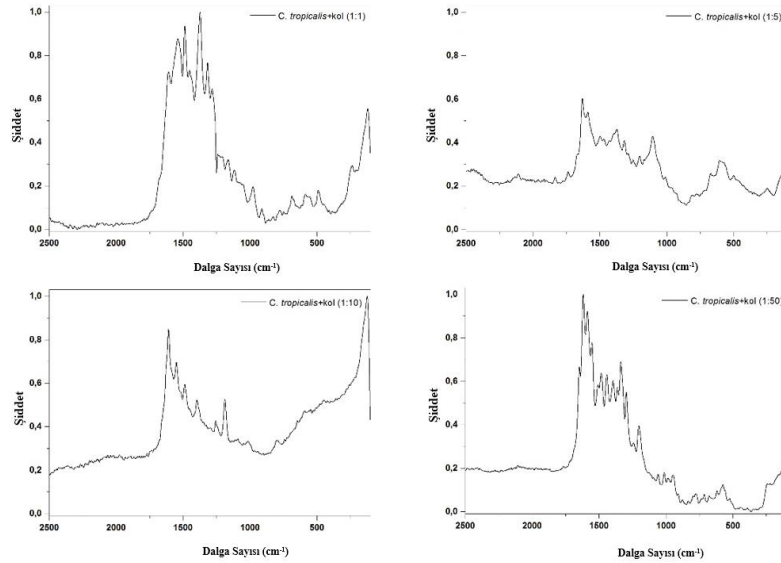 C. tropicalis+kol (1:1)
1,0
0,8
0,6
0,4
0,2
0,0
Şiddet
2500 2000 1500 1000 500
Dalga Sayısı (cm-1)
C. tropicalis+kol (1:5)
1,0
0,8
0,6
0,4
0,2
0,0
Şiddet
2500 2000 1500 1000 500
Dalga Sayısı (cm-1)
C. tropicalis+kol (1:10)
1,0
0,8
0,6
0,4
0,2
0,0
Şiddet
2500 2000 1500 1000 500
Dalga Sayısı (cm-1)
C. tropicalis+kol (1:50)
1,0
0,8
0,6
0,4
0,2
0,0
Şiddet
2500 2000 1500 1000 500
Dalga Sayısı (cm-1)